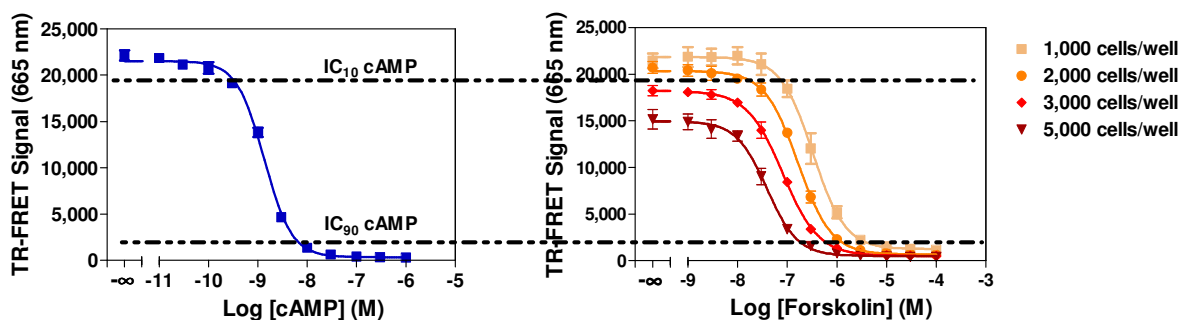 TR-FRET Signal (665 nm)
25,000
20,000
15,000
10,000
5,000
0
IC10 cAMP
IC90 cAMP
-∞ -11 -10 -9 -8 -7 -6 -5
Log [cAMP] (M)
TR-FRET Signal (665 nm)
25,000
20,000
15,000
10,000
5,000
0
-∞ -9 -8 -7 -6 -5 -4 -3
Log [Forskolin] (M)
1,000 cells/well
2,000 cells/well
3,000 cells/well
5,000 cells/well